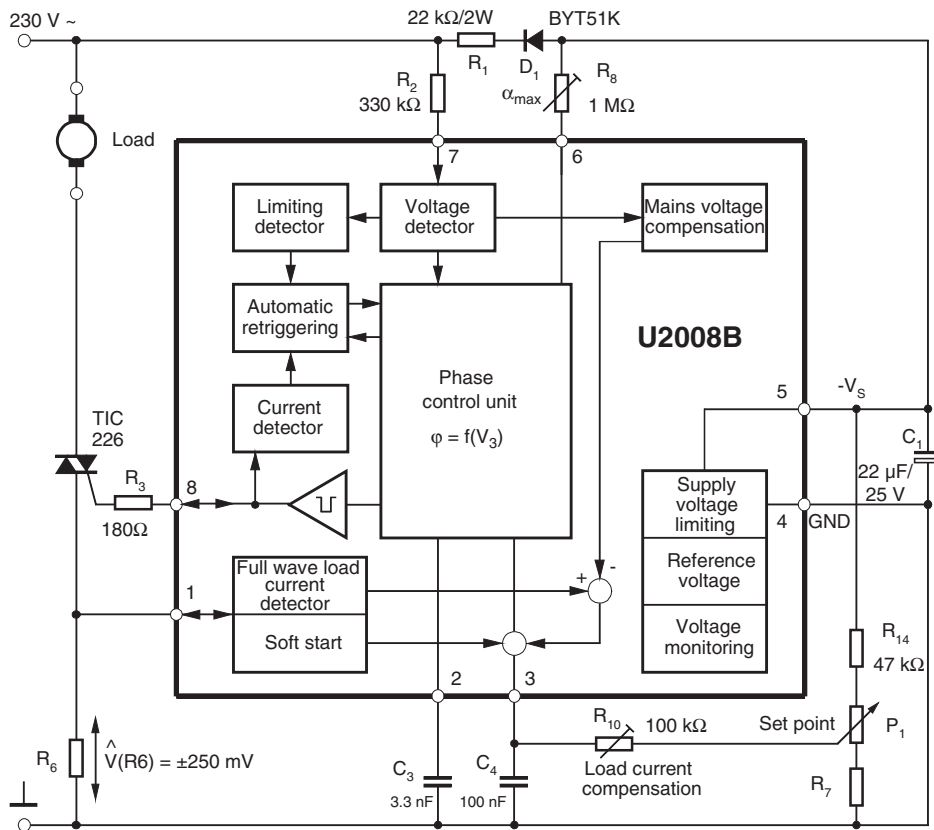 230 V ~
22 kΩ/2W
BYT51K
R1
D1
R2
330 kΩ
αmax
R8
1 MΩ
Load
7
6
Limiting
detector
Voltage
detector
Mains voltage
compensation
Automatic
retriggering
U2008B
Phase
control unit
φ = f(V3)
Current
detector
TIC
226
R3
180Ω
8
5
-VS
C1
22 µF/
25 V
Supply
voltage
limiting
4
GND
Reference
voltage
Voltage
monitoring
1
Full wave load
current
detector
Soft start
+
-
R14
47 kΩ
2
3
R10
100 kΩ
Set point
P1
Load current
compensation
R6
^
V(R6) = ±250 mV
C3
3.3 nF
C4
100 nF
R7